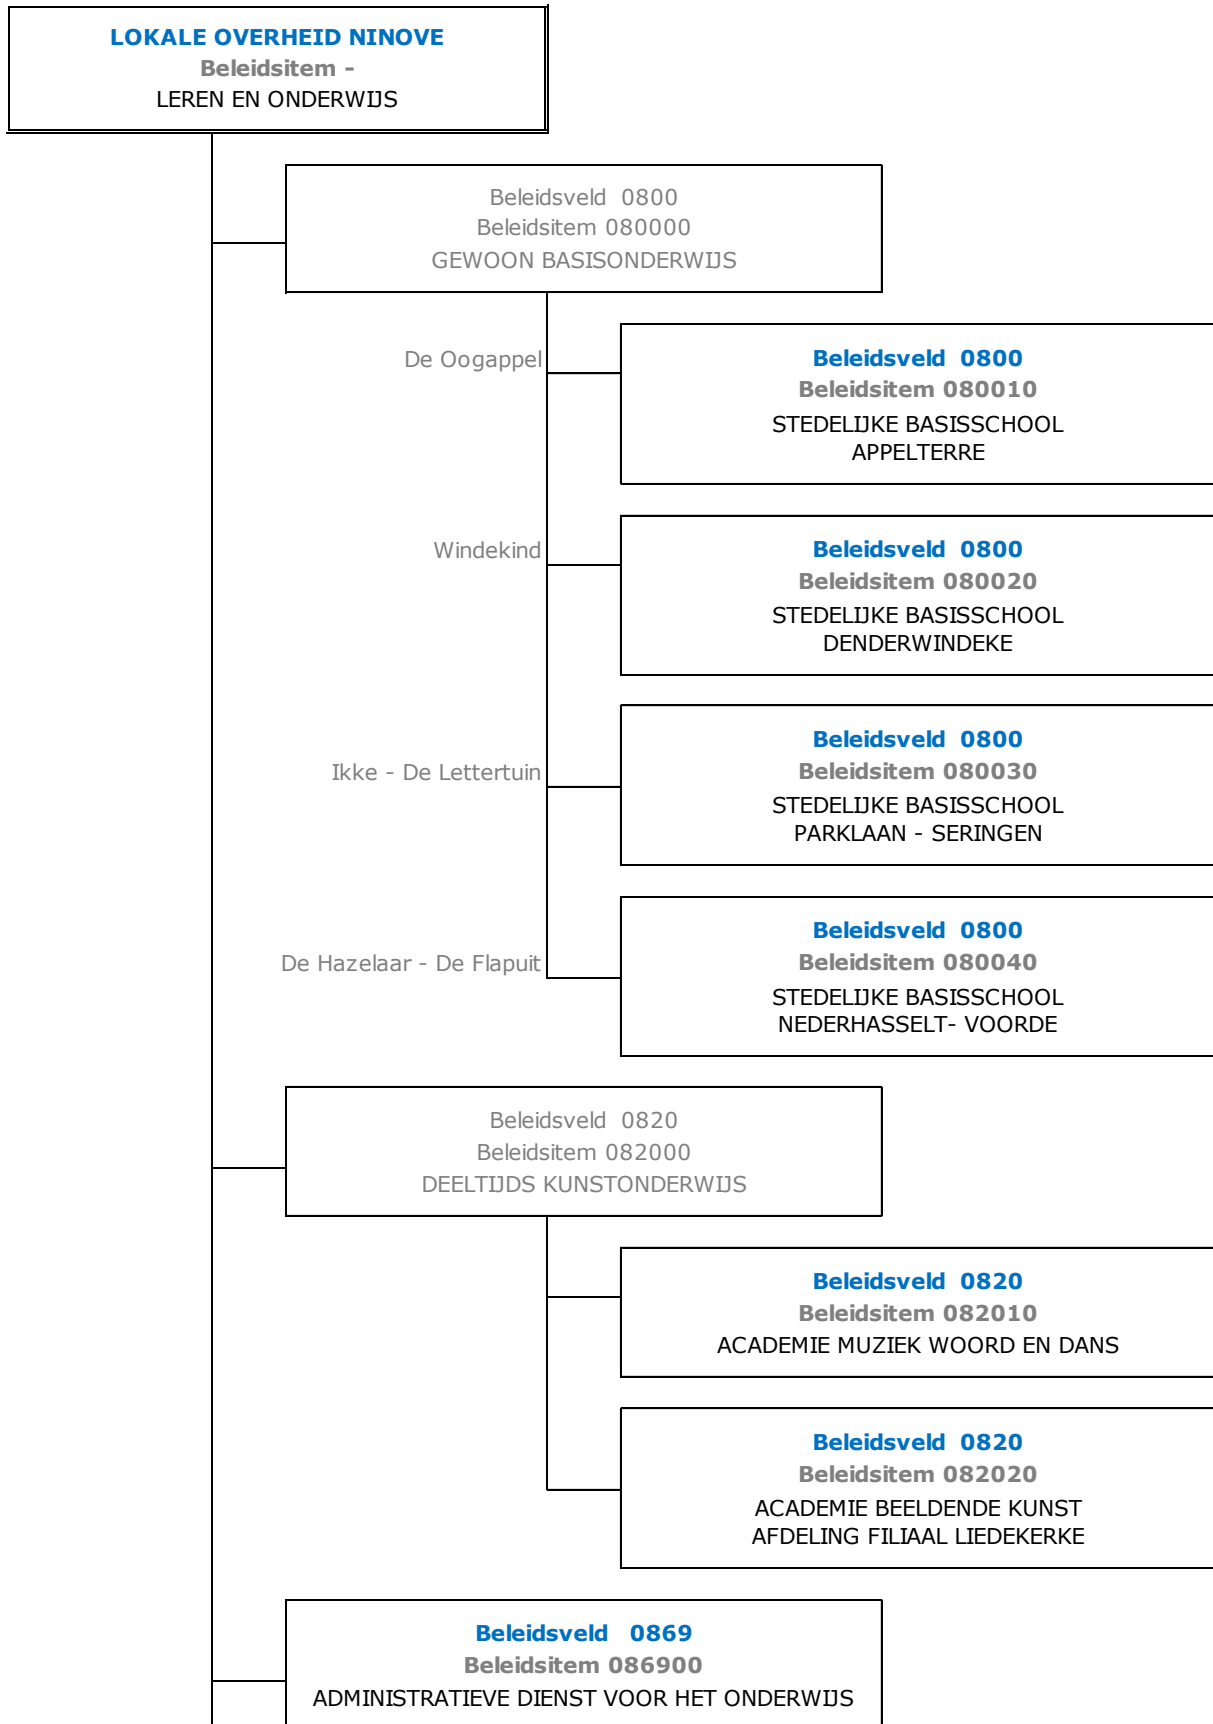 LOKALE OVERHEID NINOVE
Beleidsitem -
LEREN EN ONDERWIJS
Beleidsveld 0800
Beleidsitem 080000
GEWOON BASISONDERWIJS
De Oogappel
Beleidsveld 0800
Beleidsitem 080010
STEDELIJKE BASISSCHOOL
APPELTERRE
Windekind
Beleidsveld 0800
Beleidsitem 080020
STEDELIJKE BASISSCHOOL
DENDERWINDEKE
Ikke - De Lettertuin
Beleidsveld 0800
Beleidsitem 080030
STEDELIJKE BASISSCHOOL
PARKLAAN - SERINGEN
De Hazelaar - De Flapuit
Beleidsveld 0800
Beleidsitem 080040
STEDELIJKE BASISSCHOOL
NEDERHASSELT- VOORDE
Beleidsveld 0820
Beleidsitem 082000
DEELTIJDS KUNSTONDERWIJS
Beleidsveld 0820
Beleidsitem 082010
ACADEMIE MUZIEK WOORD EN DANS
Beleidsveld 0820
Beleidsitem 082020
ACADEMIE BEELDENDE KUNST
AFDELING FILIAAL LIEDEKERKE
Beleidsveld 0869
Beleidsitem 086900
ADMINISTRATIEVE DIENST VOOR HET ONDERWIJS